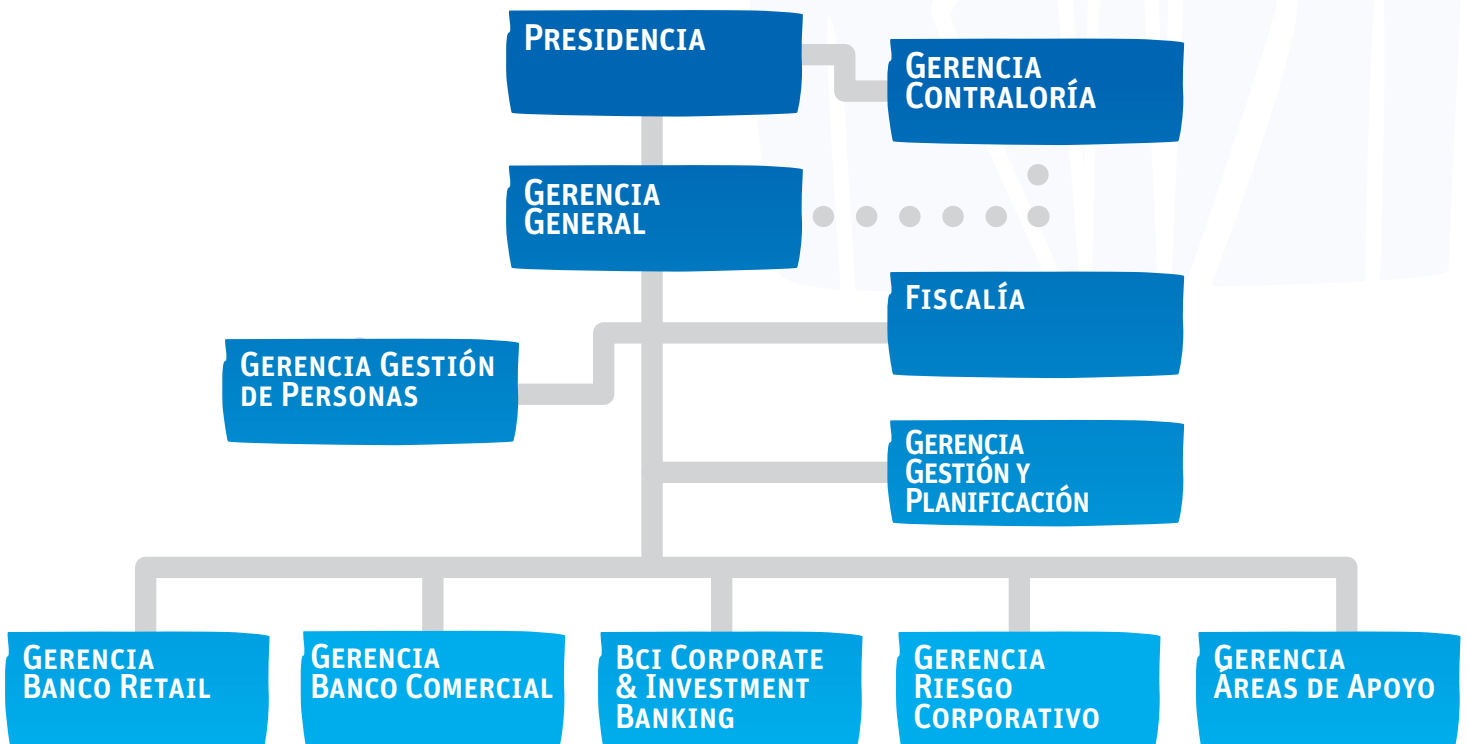 Presidencia
Gerencia
Contraloría
Gerencia
General
Fiscalía
Gerencia Gestión
de Personas
Gerencia
Gestión y
Planificación
Gerencia
Banco Retail
Gerencia
Banco Comercial
Bci Corporate
& Investment
Banking
Gerencia
Riesgo
Corporativo
Gerencia
Áreas de Apoyo